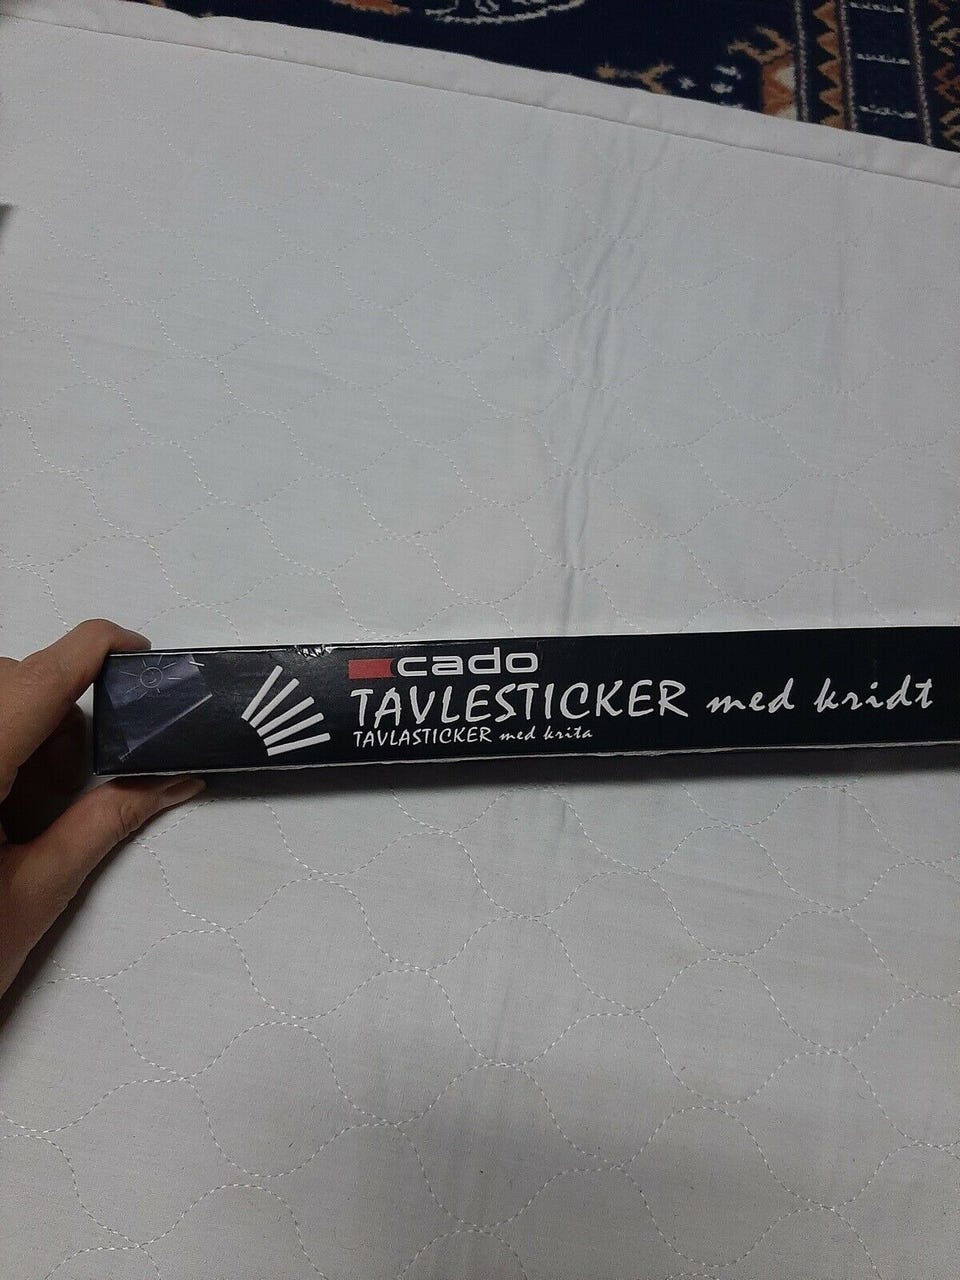 cado
TAVLESTICKER med kridt
TAVLASTICKER med krita